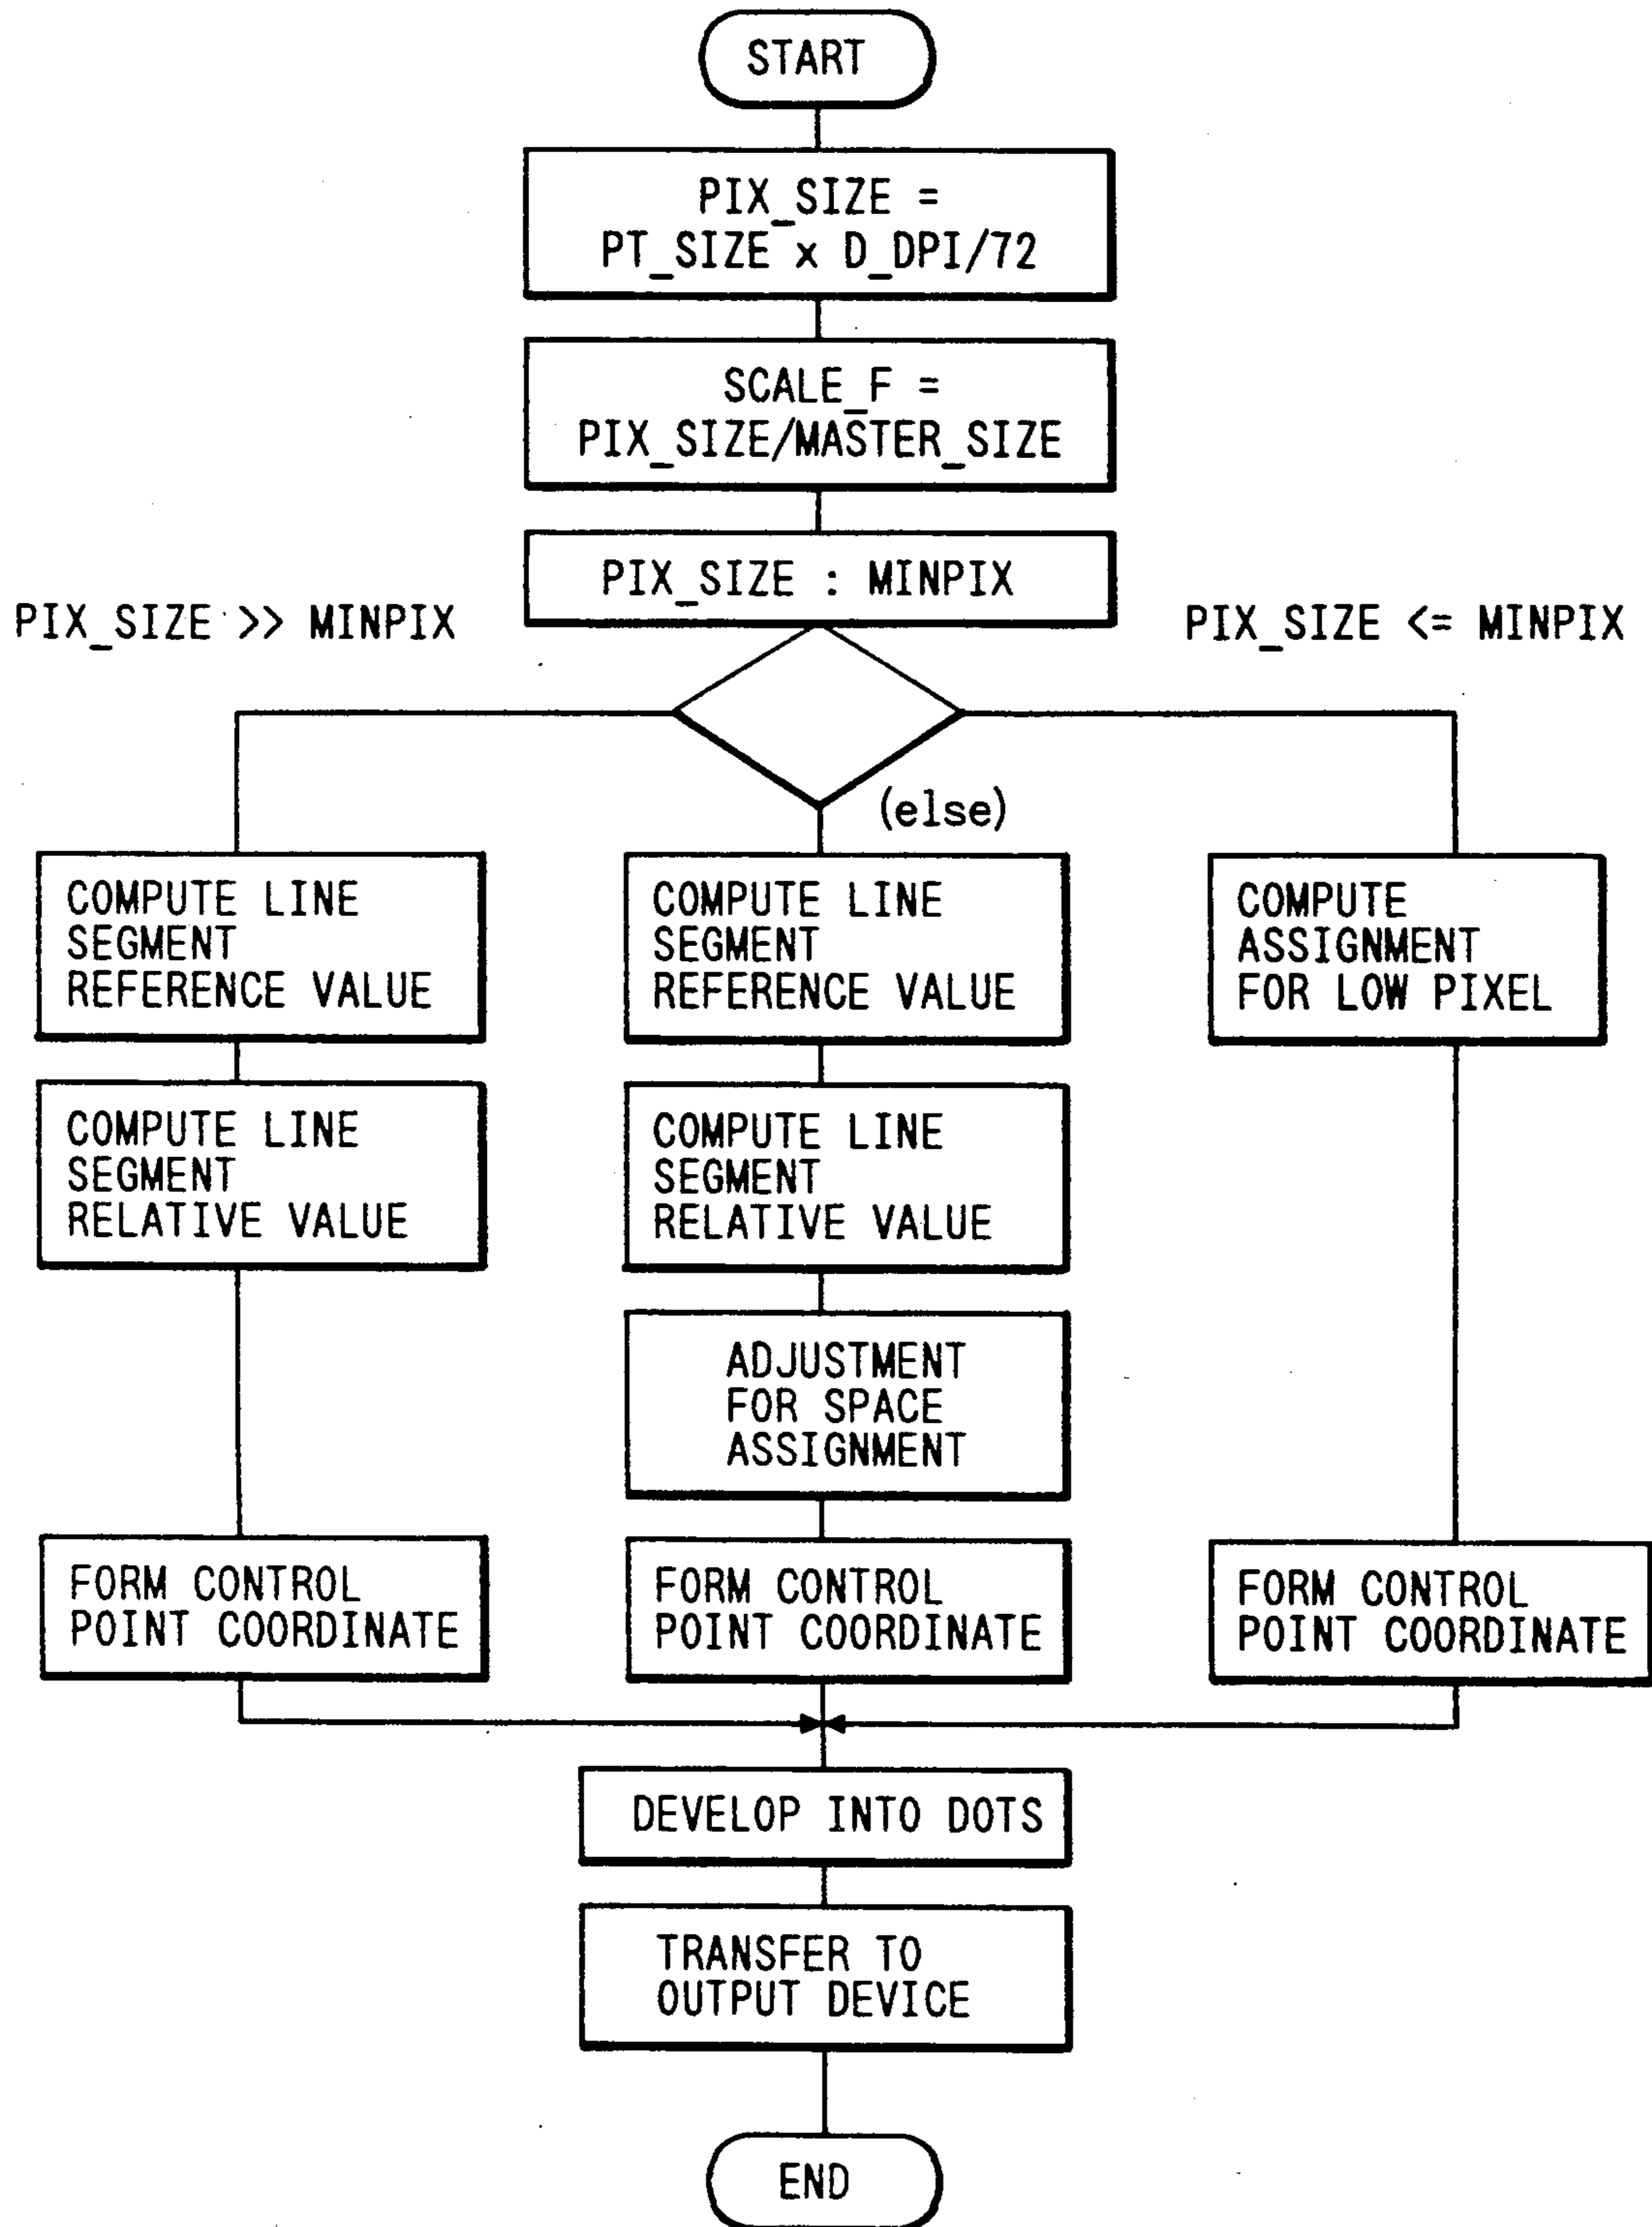 START
PIX_SIZE =
PT_SIZE x D_DPI/72
SCALE_F =
PIX_SIZE/MASTER_SIZE
PIX_SIZE : MINPIX
PIX_SIZE >> MINPIX
PIX_SIZE <= MINPIX
(else)
COMPUTE LINE
SEGMENT
REFERENCE VALUE
COMPUTE LINE
SEGMENT
RELATIVE VALUE
FORM CONTROL
POINT COORDINATE
COMPUTE LINE
SEGMENT
REFERENCE VALUE
COMPUTE LINE
SEGMENT
RELATIVE VALUE
ADJUSTMENT
FOR SPACE
ASSIGNMENT
FORM CONTROL
POINT COORDINATE
COMPUTE
ASSIGNMENT
FOR LOW PIXEL
FORM CONTROL
POINT COORDINATE
DEVELOP INTO DOTS
TRANSFER TO
OUTPUT DEVICE
END